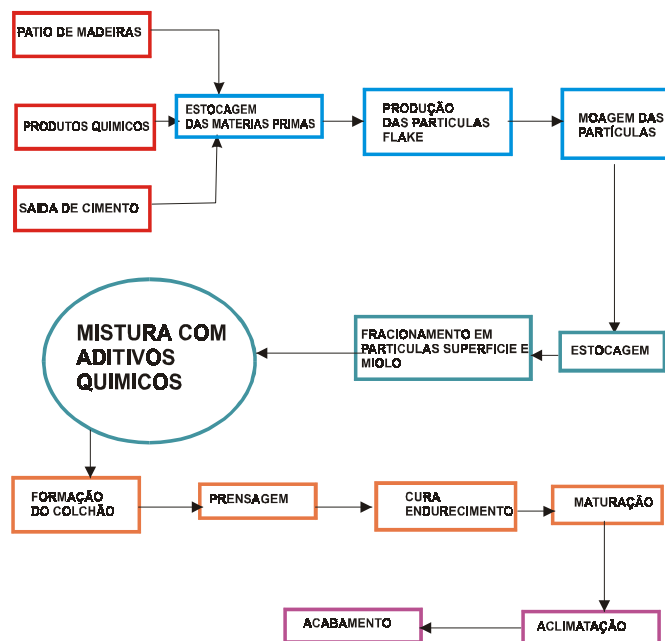 PATIO DE MADEIRAS
PRODUTOS QUIMICOS
SAIDA DE CIMENTO
ESTOCAGEM
DAS MATERIAS PRIMAS
PRODUÇÃO
DAS PARTICULAS
FLAKE
MOAGEM DAS
PARTÍCULAS
ESTOCAGEM
FRACIONAMENTO EM
PARTICULAS SUPERFICIE E
MIOLO
MISTURA COM
ADITIVOS
QUIMICOS
FORMAÇÃO
DO COLCHÃO
PRENSAGEM
CURA
ENDURECIMENTO
MATURAÇÃO
ACLIMATAÇÃO
ACABAMENTO